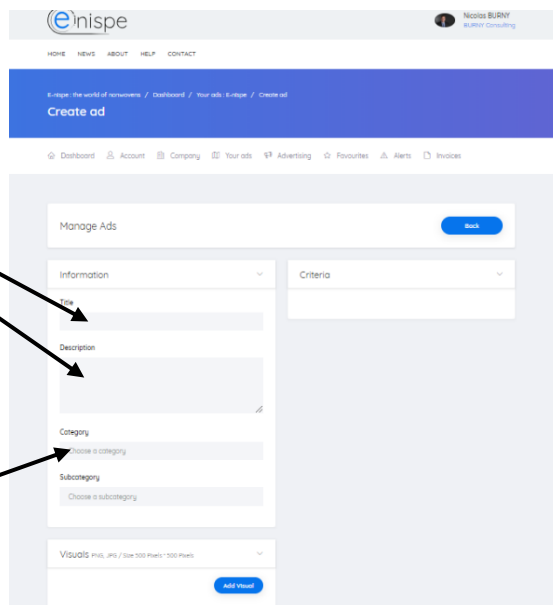 enispe
Nicolas BURNY
BURNY Consulting
HOME NEWS ABOUT HELP CONTACT
E-nispe : the world of nonwovens / Dashboard / Your ads : E-nispe / Create ad
Create ad
Dashboard Account Company Your ads Advertising Favourites Alerts Invoices
Manage Ads
Back
Information
Criteria
Title
Description
Category
Choose a category
Subcategory
Choose a subcategory
Visuals PNG, JPG / Size 500 Pixels * 500 Pixels
Add Visual